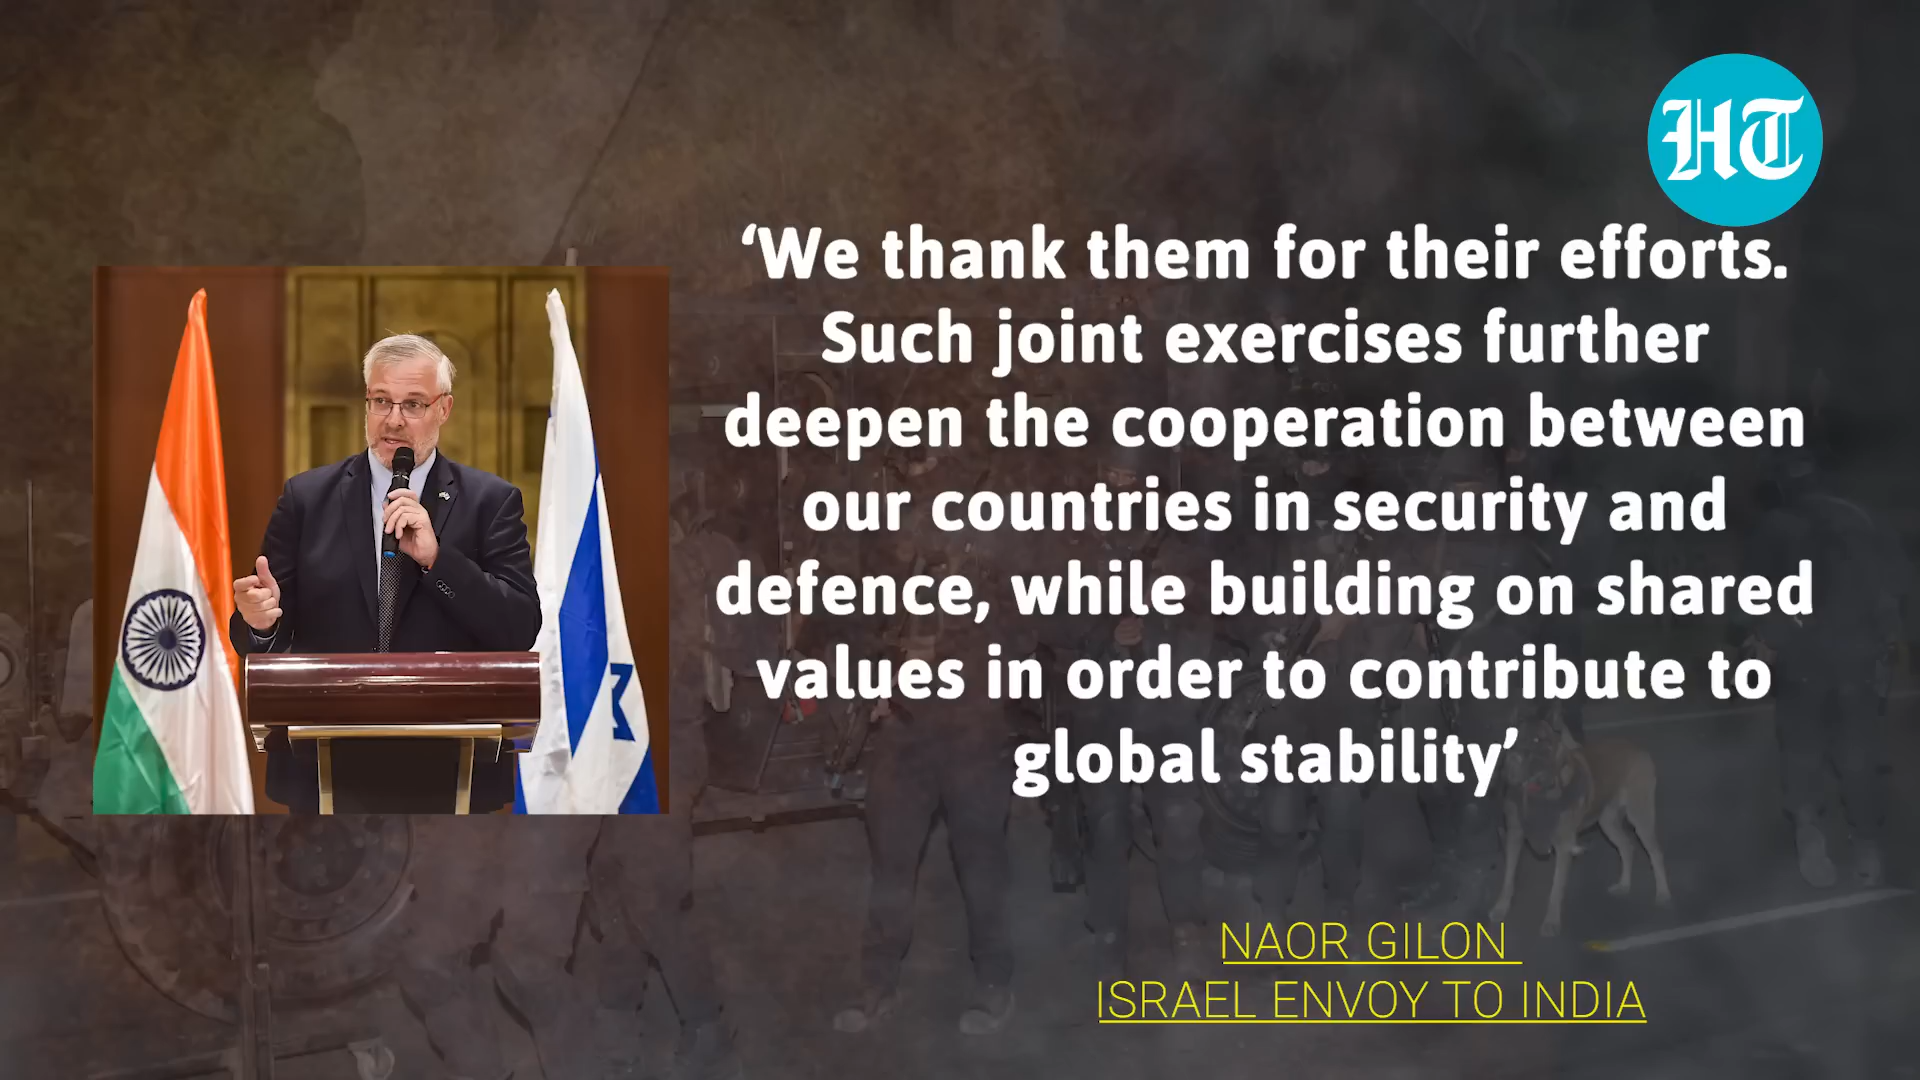 HT
‘We thank them for their efforts.
Such joint exercises further
deepen the cooperation between
our countries in security and
defence, while building on shared
values in order to contribute to
global stability’
NAOR GILON
ISRAEL ENVOY TO INDIA